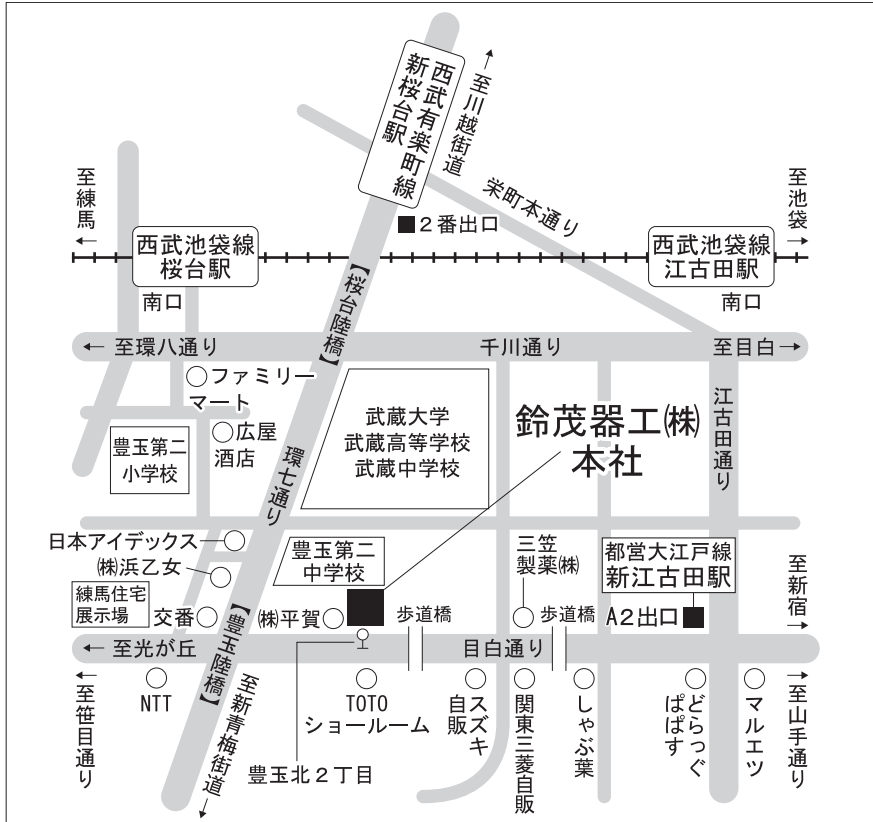 西武有楽町線
新桜台駅
↑至川越街道
栄町本通り
至練馬
←
至池袋
→
■2番出口
西武池袋線
桜台駅
南口
西武池袋線
江古田駅
南口
【桜台陸橋】
←至環八通り
千川通り
至目白→
ファミリー
マート
広屋
酒店
豊玉第二
小学校
環七通り
武蔵大学
武蔵高等学校
武蔵中学校
鈴茂器工㈱
本社
江古田通り
日本アイデックス
㈱浜乙女
練馬住宅
展示場
交番
豊玉第二
中学校
㈱平賀
歩道橋
三笠
製薬㈱
歩道橋
都営大江戸線
新江古田駅
A2出口
至新宿
→
←至光が丘
【豊玉陸橋】
目白通り
←
至笹目通り
NTT
至新青梅街道→
豊玉北2丁目
TOTO
ショールーム
スズキ
自販
関東三菱自販
しゃぶ葉
どらっぐ
ぱぱす
マルエツ
→
至山手通り